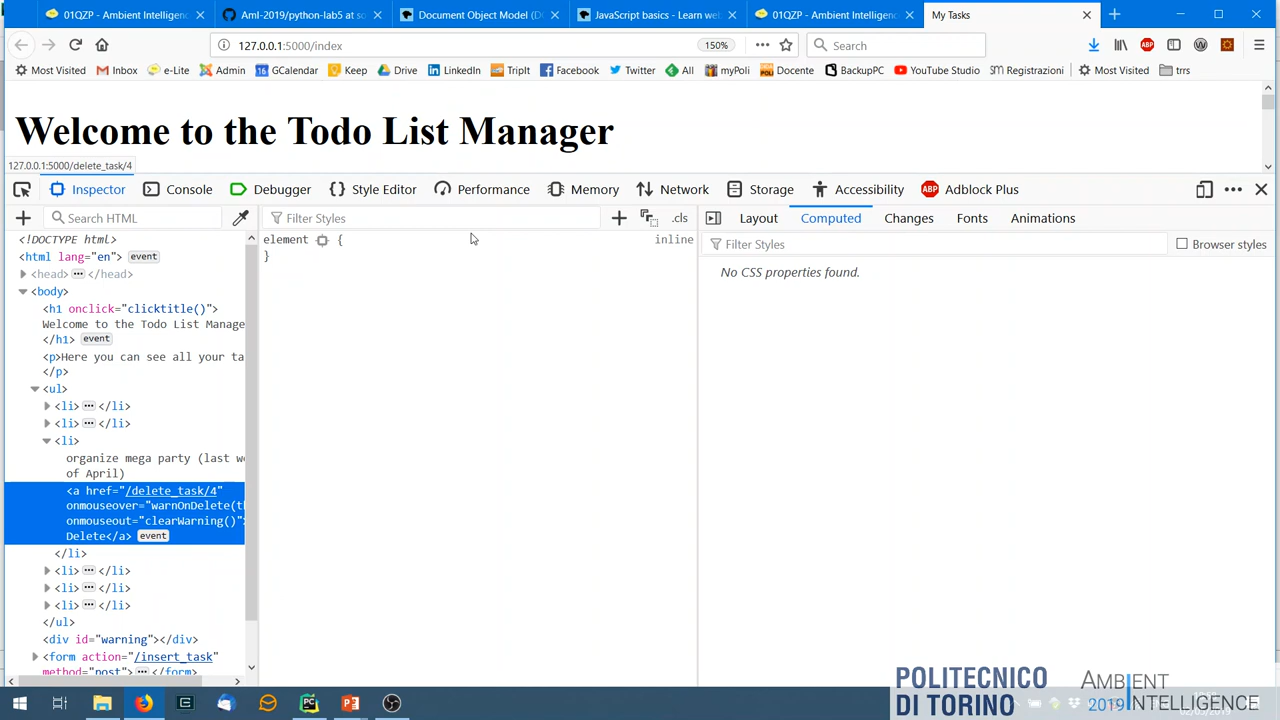 01QZP - Ambient Intelligenc
AmI-2019/python-lab5 at so
Document Object Model (D
JavaScript basics - Learn we
01QZP - Ambient Intelligenc
My Tasks
127.0.0.1:5000/index
150%
Search
Most Visited
Inbox
e-Lite
Admin
GCalendar
Keep
Drive
LinkedIn
TripIt
Facebook
Twitter
All
myPoli
Docente
BackupPC
YouTube Studio
Registrazioni
Most Visited
trrs
Welcome to the Todo List Manager
127.0.0.1:5000/delete_task/4
Inspector
Console
Debugger
Style Editor
Performance
Memory
Network
Storage
Accessibility
Adblock Plus
Search HTML
Filter Styles
.cls
Layout
Computed
Changes
Fonts
Animations
Filter Styles
Browser styles
No CSS properties found.
element {
inline
}
<!DOCTYPE html>
<html lang="en"> event
<head> ••• </head>
<body>
<h1 onclick="clicktitle()">
Welcome to the Todo List Manage
</h1> event
<p>Here you can see all your ta
</p>
<ul>
<li> ••• </li>
<li> ••• </li>
<li>
organize mega party (last w
of April)
<a href="/delete_task/4"
onmouseover="warnOnDelete(th
onmouseout="clearWarning()"
Delete</a> event
</li>
<li> ••• </li>
<li> ••• </li>
<li> ••• </li>
</ul>
<div id="warning"></div>
<form action="/insert_task"
method="post"> ••• </form>
POLITECNICO
DI TORINO
AMBIENT
2019 INTELLIGENCE